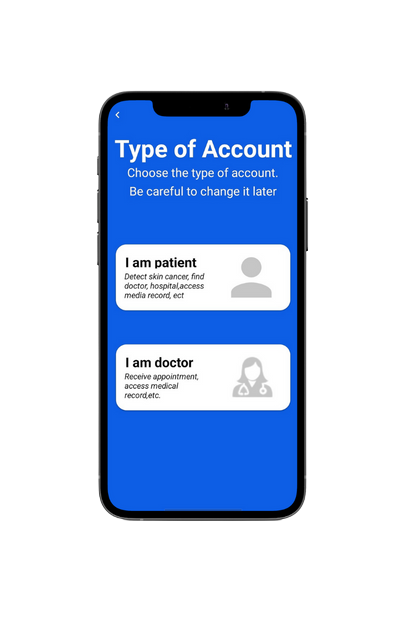 Type of Account
Choose the type of account.
Be careful to change it later
I am patient
Detect skin cancer, find
doctor, hospital,access
media record, ect
I am doctor
Receive appointment,
access medical
record,etc.